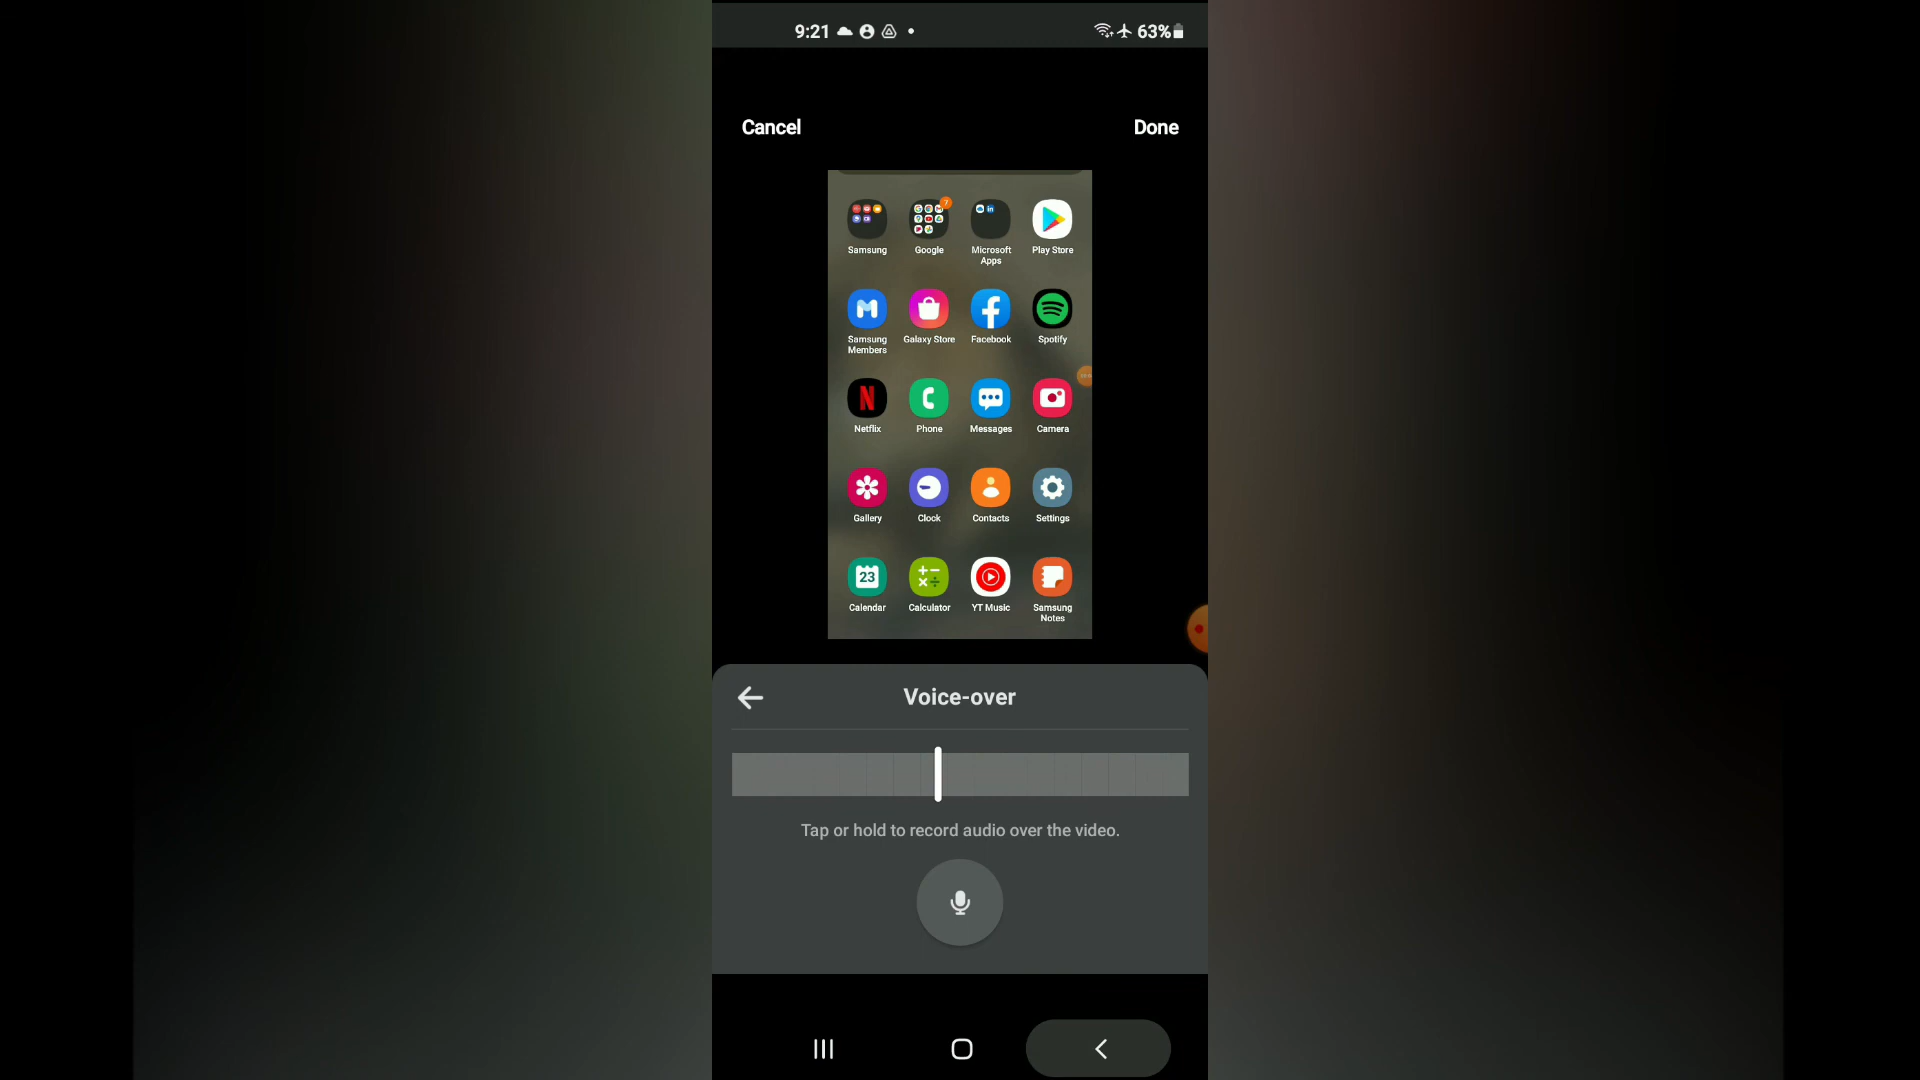 9:21
63%
Cancel
Done
7
Samsung
Google
Microsoft Apps
Play Store
Samsung Members
Galaxy Store
Facebook
Spotify
Netflix
Phone
Messages
Camera
Gallery
Clock
Contacts
Settings
23
Calendar
Calculator
YT Music
Samsung Notes
Voice-over
Tap or hold to record audio over the video.